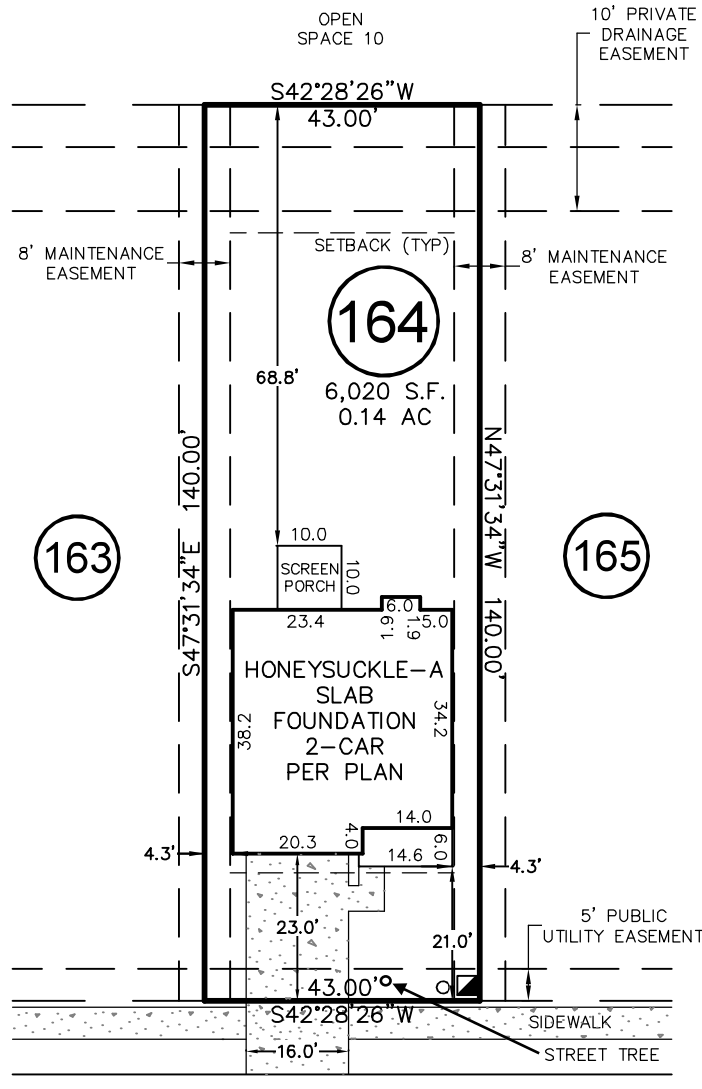 OPEN
SPACE 10
10' PRIVATE
DRAINAGE
EASEMENT
S42°28'26"W
43.00'
SETBACK (TYP)
8' MAINTENANCE
EASEMENT
8' MAINTENANCE
EASEMENT
164
6,020 S.F.
0.14 AC
68.8'
S47°31'34"E 140.00'
N47°31'34"W 140.00'
163
165
10.0
SCREEN
PORCH
10.0
23.4
6.0
1.9
1.9
5.0
HONEYSUCKLE-A
SLAB
FOUNDATION
2-CAR
PER PLAN
38.2
34.2
14.0
20.3
4.0
14.6
6.0
4.3'
4.3'
23.0'
21.0'
5' PUBLIC
UTILITY EASEMENT
43.00'
S42°28'26"W
SIDEWALK
16.0'
STREET TREE